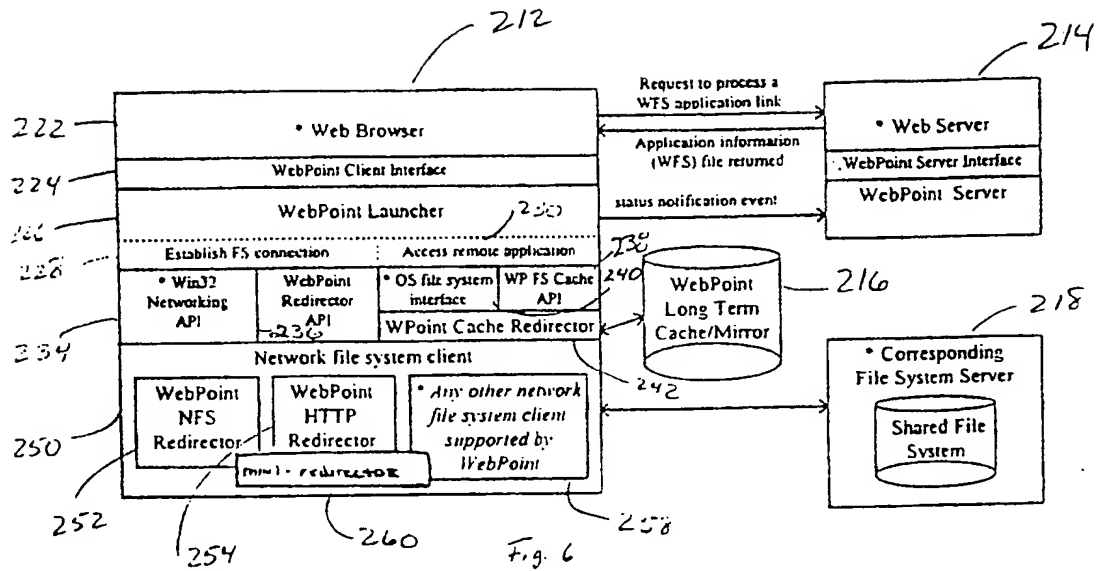 212
214
Request to process a
WFS application link
222
* Web Browser
* Web Server
Application information
(WFS) file returned
WebPoint Server Interface
224
WebPoint Client Interface
WebPoint Server
WebPoint Launcher
status notification event
230
Establish FS connection
Access remote application
228
238
* Win32
Networking
API
WebPoint
Redirector
API
* OS file system
interface
WP FS Cache
API
240
WebPoint
Long Term
Cache/Mirror
216
WPoint Cache Redirector
218
234
236
Network file system client
242
* Corresponding
File System Server
WebPoint
NFS
Redirector
WebPoint
HTTP
Redirector
* Any other network
file system client
supported by
WebPoint
Shared File
System
250
mini-redirector
252
254
260
258
Fig. 6